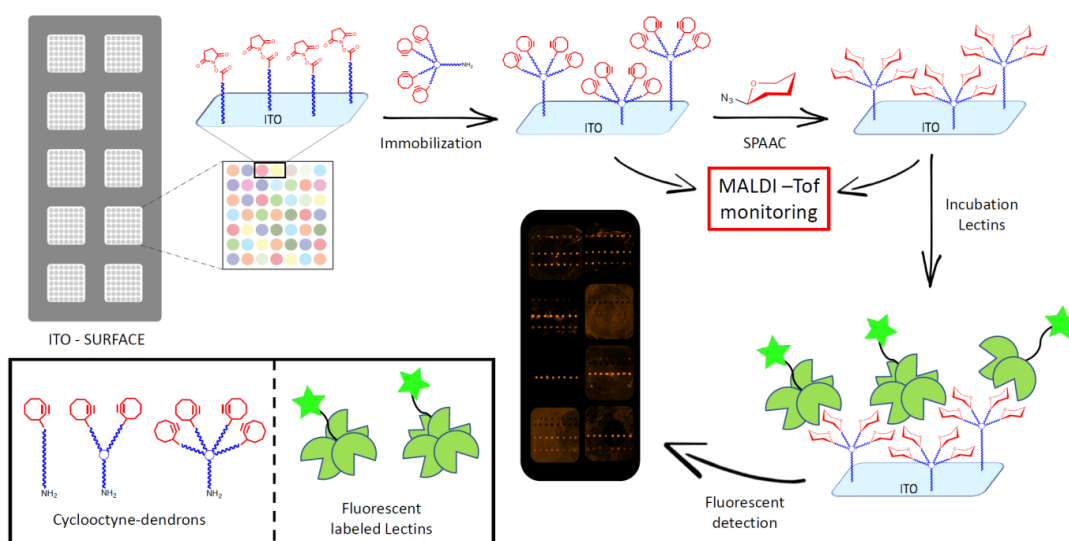 ITO - SURFACE
ITO
Immobilization
NH₂
ITO
N₃
O
SPAAC
ITO
MALDI –Tof
monitoring
Incubation
Lectins
ITO
Fluorescent
detection
NH₂
NH₂
NH₂
Cyclooctyne-dendrons
Fluorescent
labeled Lectins